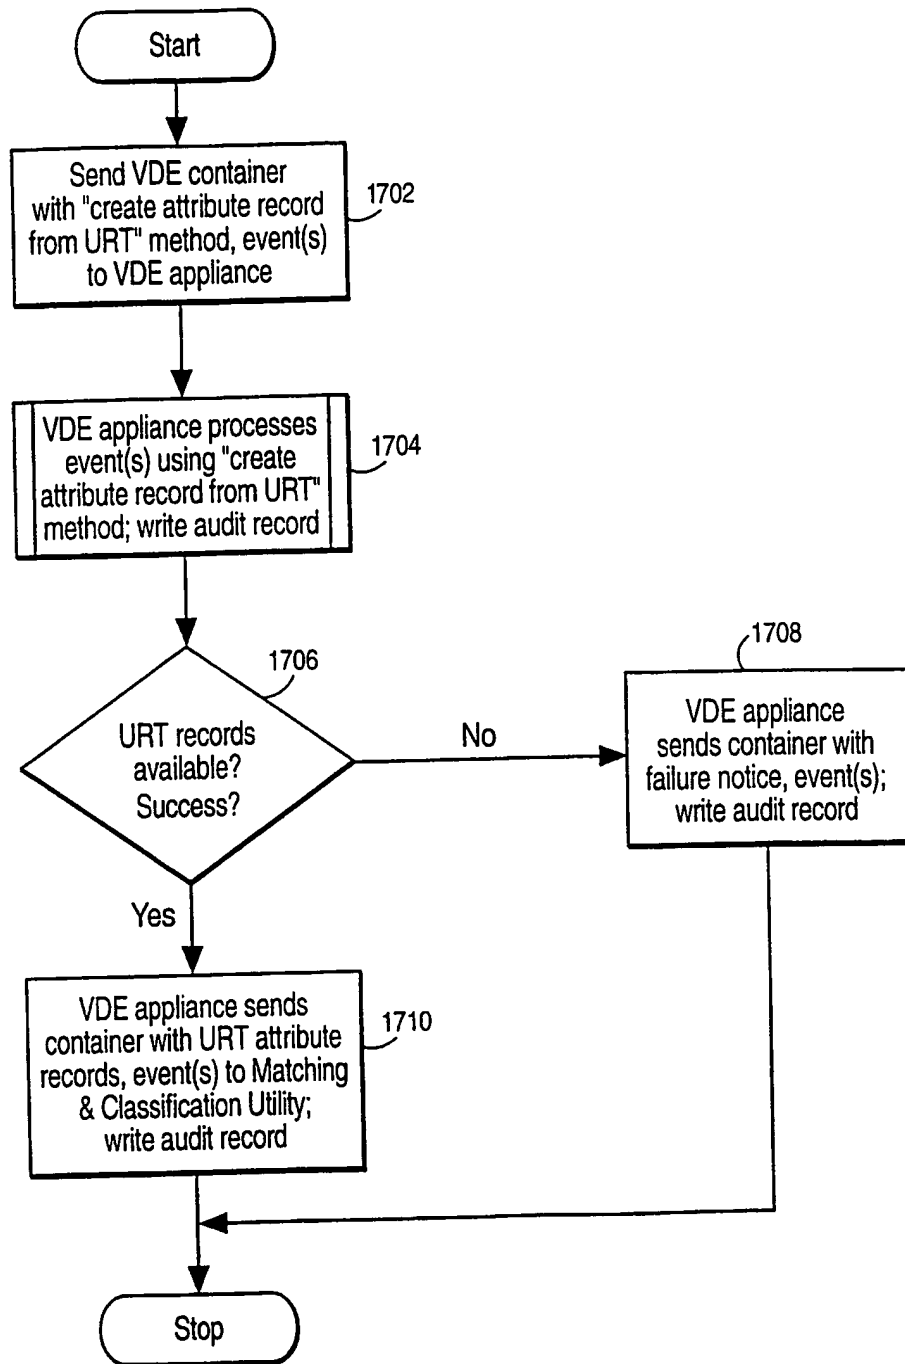 Start
Send VDE container
with "create attribute record
from URT" method, event(s)
to VDE appliance
1702
VDE appliance processes
event(s) using "create
attribute record from URT"
method; write audit record
1704
URT records
available?
Success?
1706
No
VDE appliance
sends container with
failure notice, event(s);
write audit record
1708
Yes
VDE appliance sends
container with URT attribute
records, event(s) to Matching
& Classification Utility;
write audit record
1710
Stop